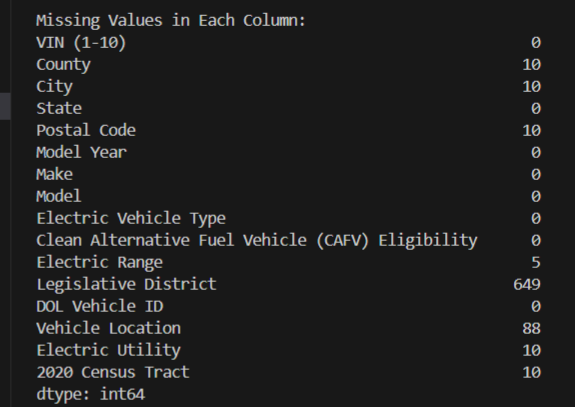 Missing Values in Each Column:
VIN (1-10) 0
County 10
City 10
State 0
Postal Code 10
Model Year 0
Make 0
Model 0
Electric Vehicle Type 0
Clean Alternative Fuel Vehicle (CAFV) Eligibility 0
Electric Range 5
Legislative District 649
DOL Vehicle ID 0
Vehicle Location 88
Electric Utility 10
2020 Census Tract 10
dtype: int64